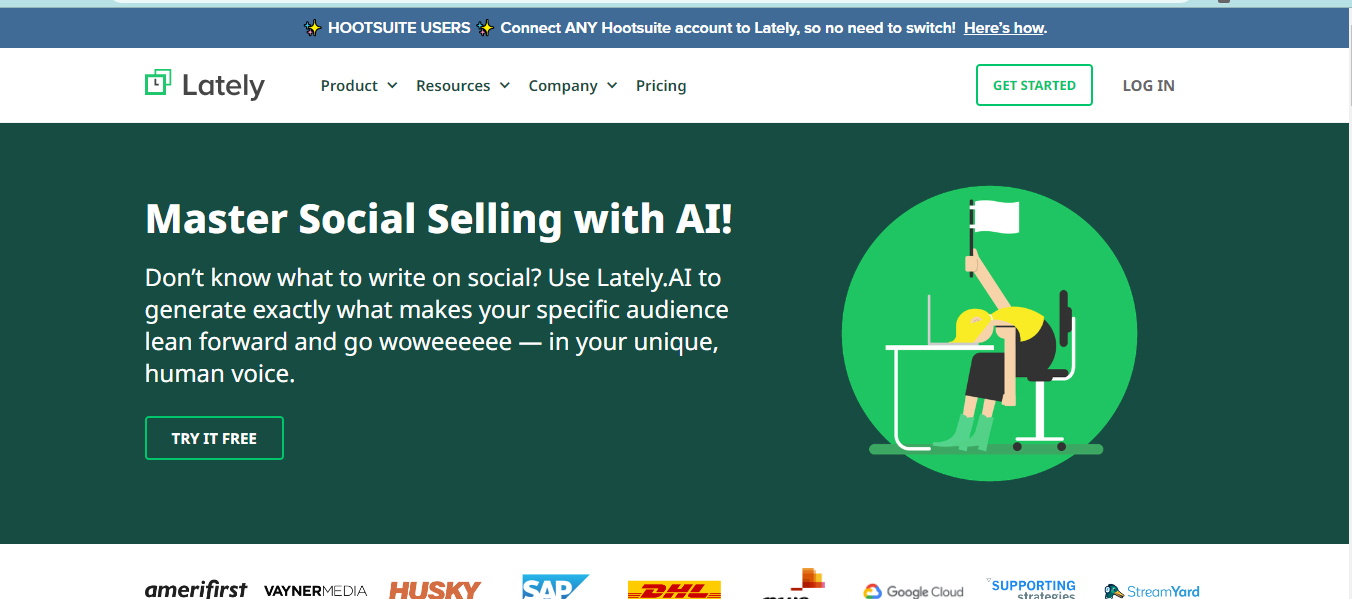 HOOTSUITE USERS Connect ANY Hootsuite account to Lately, so no need to switch! Here's how.
Lately Product Resources Company Pricing GET STARTED LOG IN
Master Social Selling with AI!
Don't know what to write on social? Use Lately.AI to
generate exactly what makes your specific audience
lean forward and go woweeeeee — in your unique,
human voice.
TRY IT FREE
amerifirst VAYNERMEDIA HUSKY SAP DHL pwc Google Cloud SUPPORTING strategies StreamYard